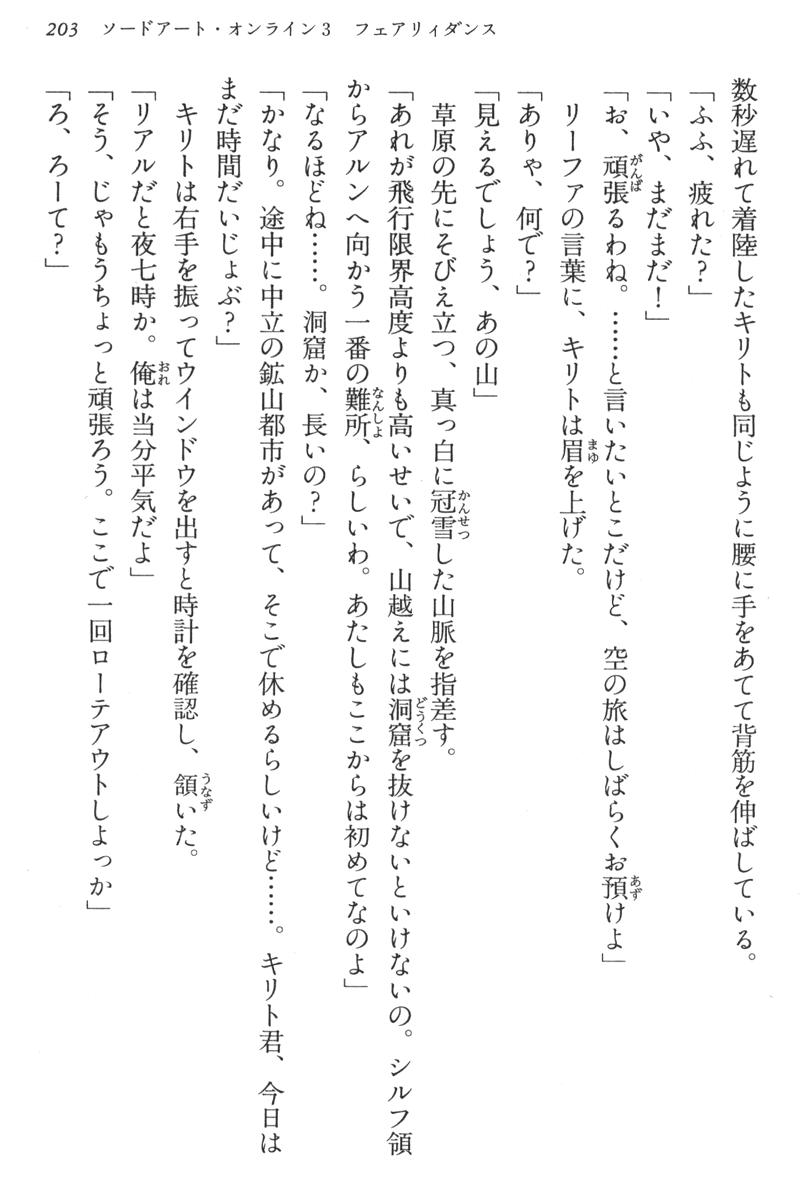 203 ソードアート・オンライン3 フェアリィダンス
数秒遅れて着陸したキリトも同じように腰に手をあてて背筋を伸ばしている。
「ふふ、疲れた?」
「いや、まだまだ!」
「お、頑張るわね。……と言いたいとこだけど、空の旅はしばらくお預けよ」
リーファの言葉に、キリトは眉を上げた。
「ありゃ、何で?」
「見えるでしょう、あの山」
草原の先にそびえ立つ、真っ白に冠雪した山脈を指差す。
「あれが飛行限界高度よりも高いせいで、山越えには洞窟を抜けないといけないの。シルフ領
からアルンへ向かう一番の難所、らしいわ。あたしもここからは初めてなのよ」
「なるほどね……。洞窟か、長いの?」
「かなり。途中に中立の鉱山都市があって、そこで休めるらしいけど……。キリト君、今日は
まだ時間だいじょぶ?」
キリトは右手を振ってウインドウを出すと時計を確認し、頷いた。
「リアルだと夜七時か。俺は当分平気だよ」
「そう、じゃもうちょっと頑張ろう。ここで一回ローテアウトしよっか」
「ろ、ろーて?」